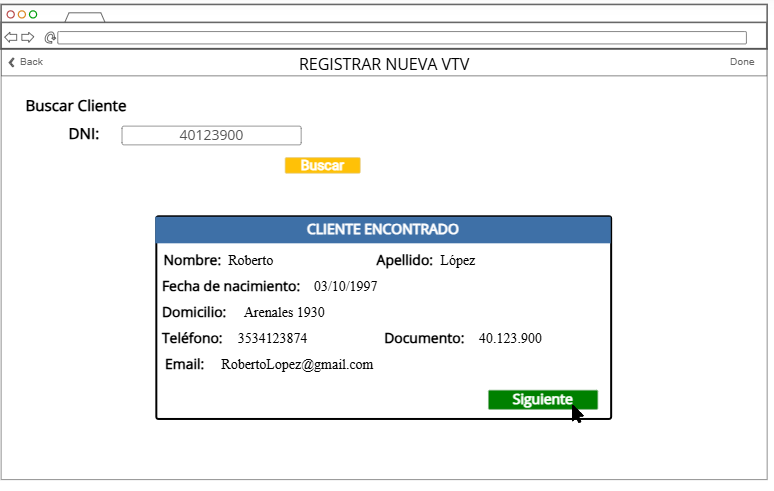 Back REGISTRAR NUEVA VTV Done
Buscar Cliente
DNI: 40123900
Buscar
CLIENTE ENCONTRADO
Nombre: Roberto Apellido: López
Fecha de nacimiento: 03/10/1997
Domicilio: Arenales 1930
Teléfono: 3534123874 Documento: 40.123.900
Email: RobertoLopez@gmail.com
Siguiente